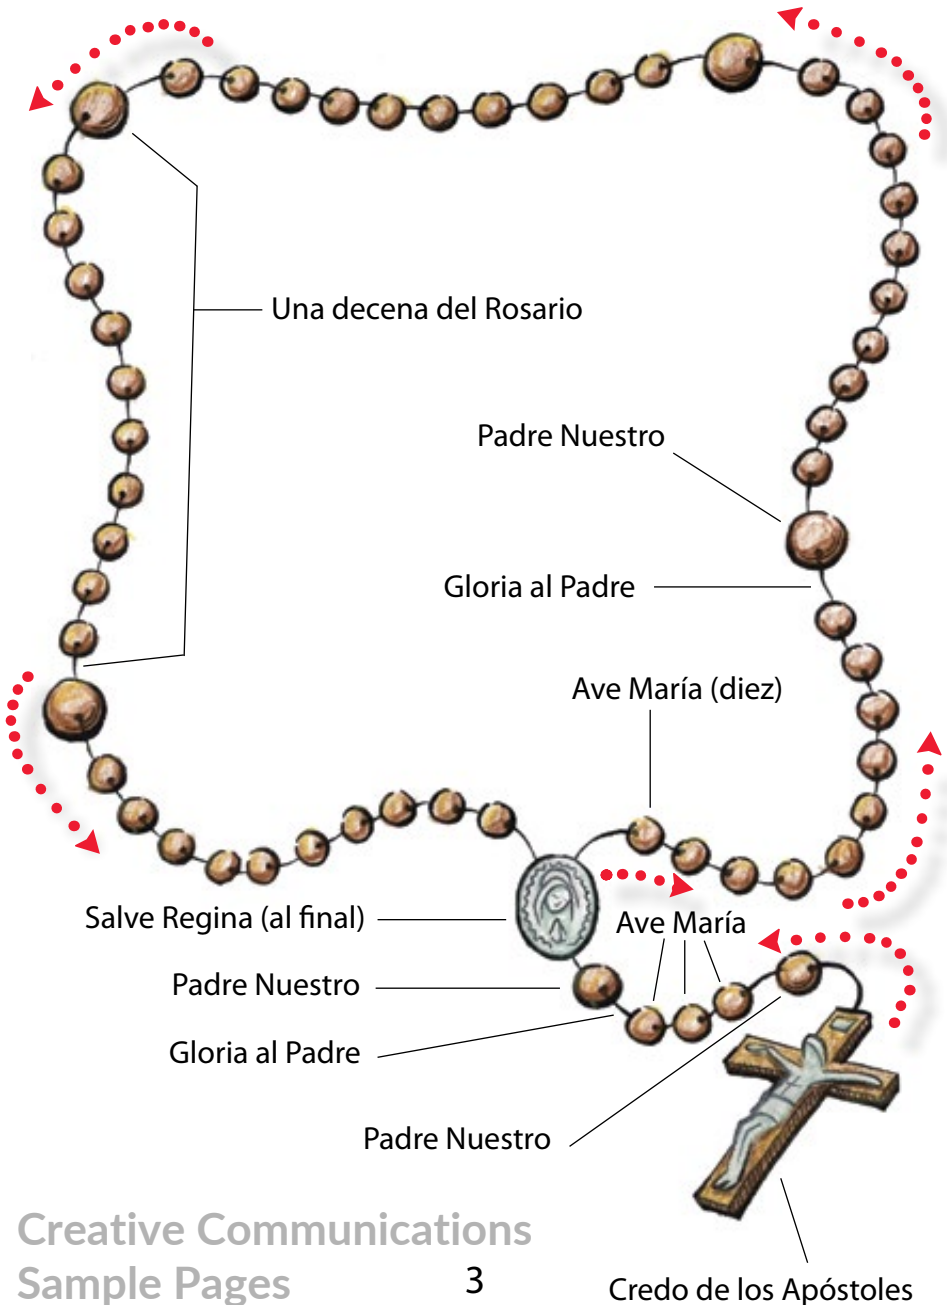 Una decena del Rosario
Padre Nuestro
Gloria al Padre
Ave María (diez)
Salve Regina (al final)
Ave María
Padre Nuestro
Gloria al Padre
Padre Nuestro
Creative Communications
Sample Pages
3
Credo de los Apóstoles